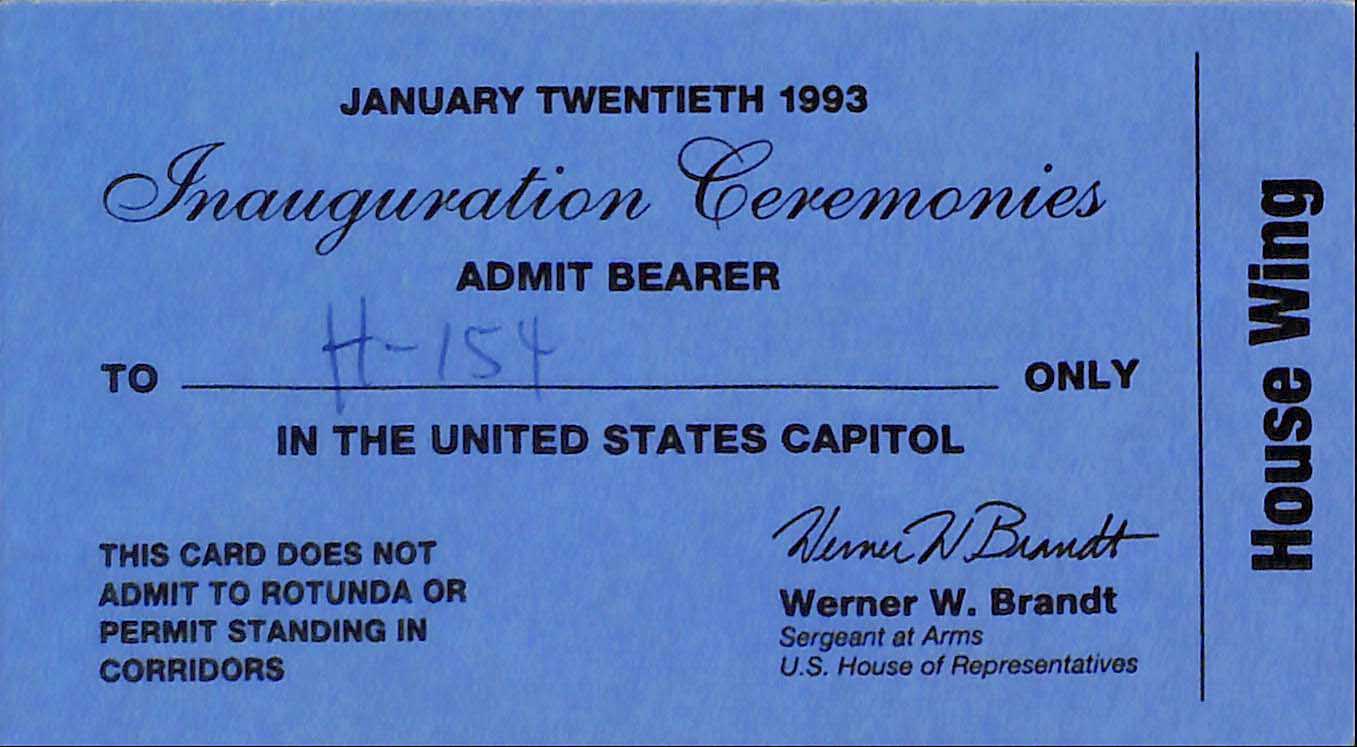 JANUARY TWENTIETH 1993
Inauguration Ceremonies
ADMIT BEARER
TO H-154 ONLY
IN THE UNITED STATES CAPITOL
THIS CARD DOES NOT
ADMIT TO ROTUNDA OR
PERMIT STANDING IN
CORRIDORS
Werner W Brandt
Werner W. Brandt
Sergeant at Arms
U.S. House of Representatives
House Wing